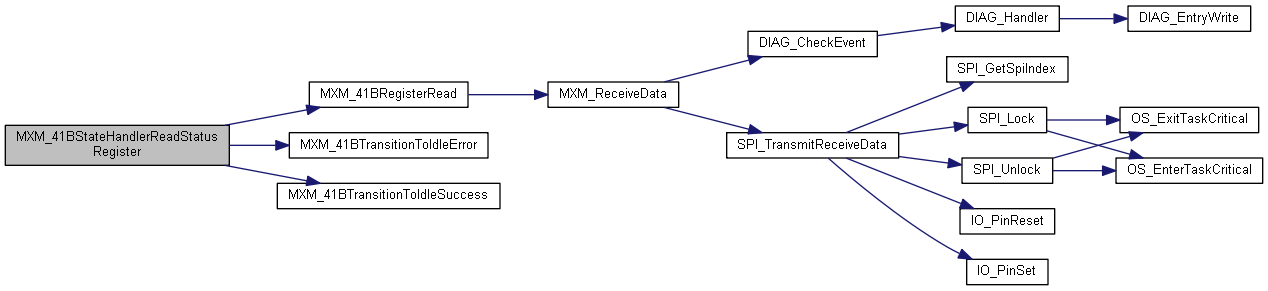 MXM_41BStateHandlerReadStatus
Register
MXM_41BRegisterRead
MXM_41BTransitionToIdleError
MXM_41BTransitionToIdleSuccess
MXM_ReceiveData
DIAG_CheckEvent
SPI_TransmitReceiveData
DIAG_Handler
DIAG_EntryWrite
SPI_GetSpiIndex
SPI_Lock
SPI_Unlock
IO_PinReset
IO_PinSet
OS_ExitTaskCritical
OS_EnterTaskCritical